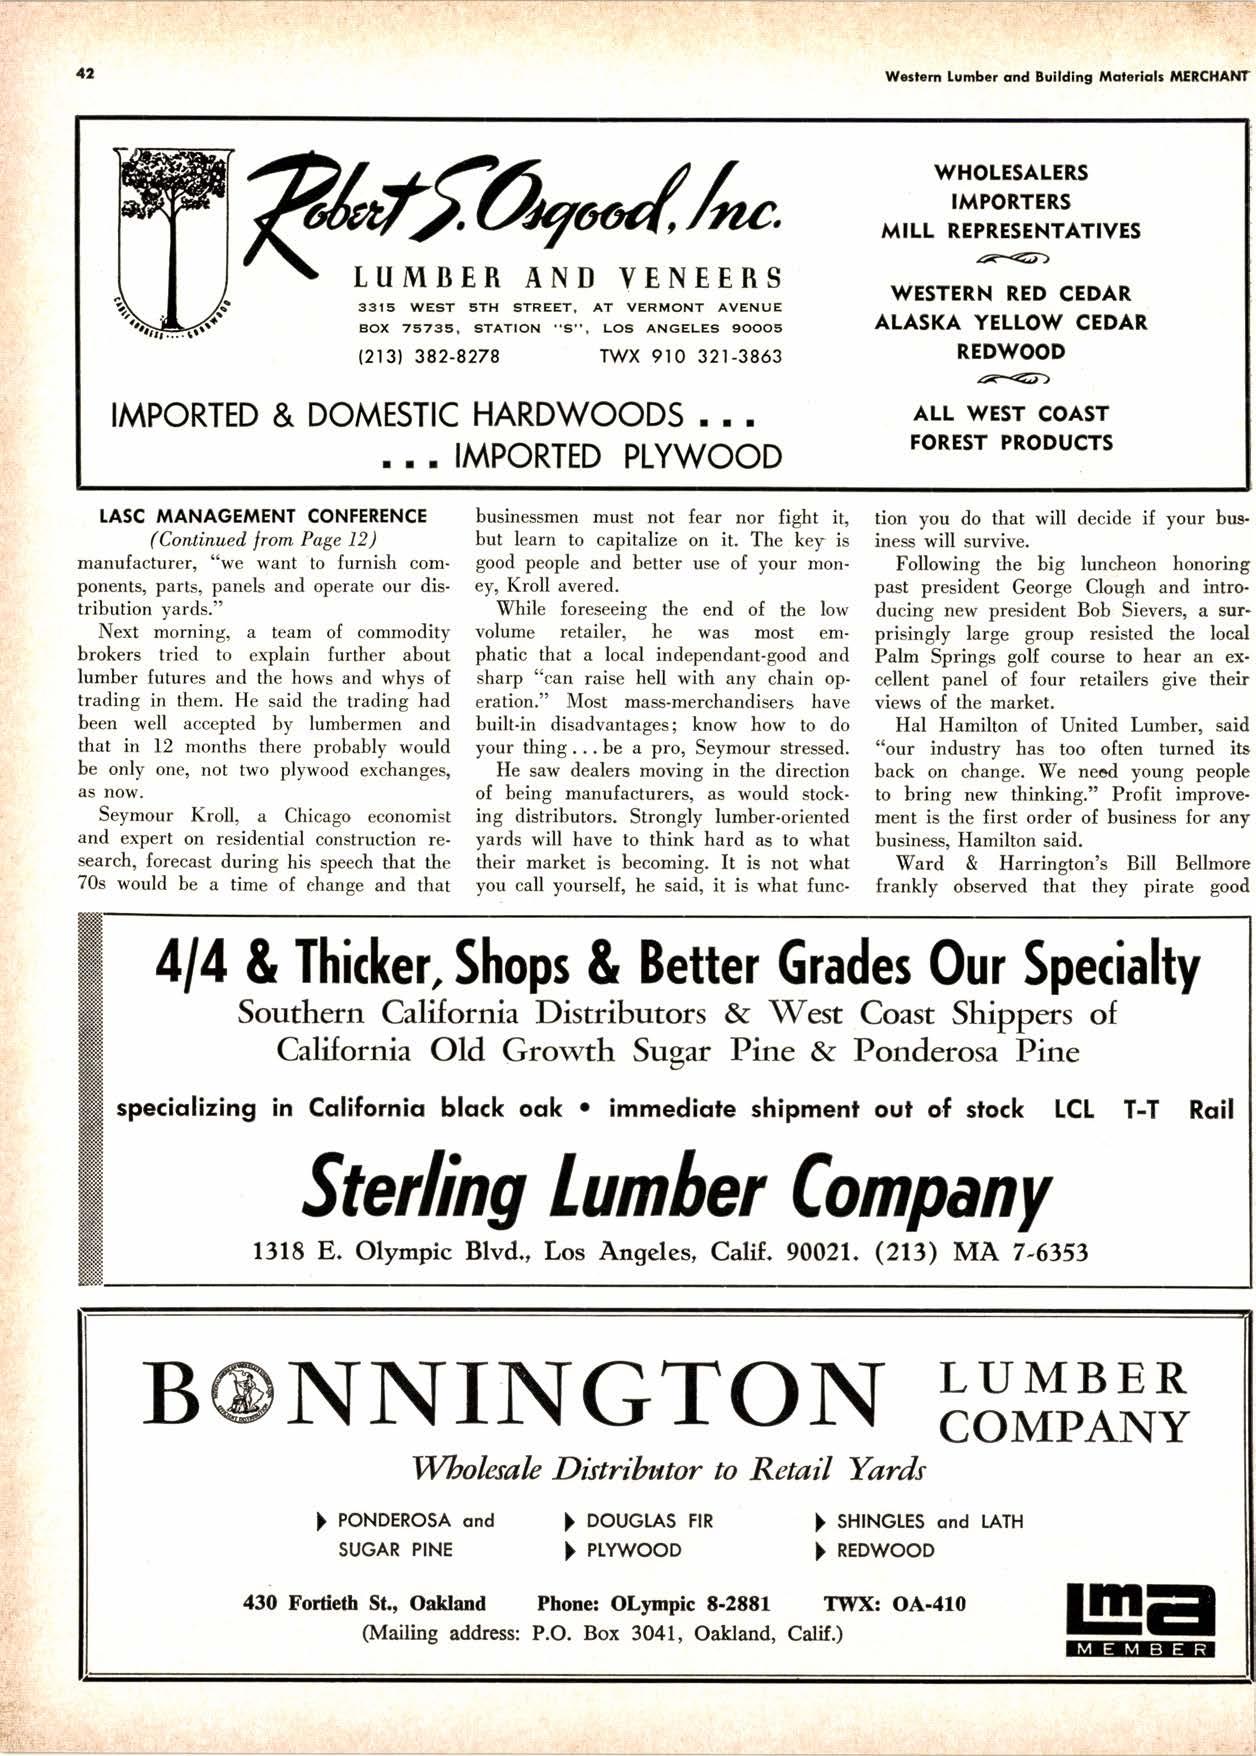 42
Western Lumber and Building Materials MERCHANT
Robert S. Osgood, Inc.
LUMBER AND VENEERS
3315 WEST 5TH STREET, AT VERMONT AVENUE
BOX 75735, STATION "S", LOS ANGELES 90005
(213) 382-8278 TWX 910 321-3863
CABLE ADDRESS....OSGOODWOOD
IMPORTED & DOMESTIC HARDWOODS ...
... IMPORTED PLYWOOD
WHOLESALERS
IMPORTERS
MILL REPRESENTATIVES
WESTERN RED CEDAR
ALASKA YELLOW CEDAR
REDWOOD
ALL WEST COAST
FOREST PRODUCTS
LASC MANAGEMENT CONFERENCE
(Continued from Page 12)
manufacturer, "we want to furnish com-
ponents, parts, panels and operate our dis-
tribution yards."
Next morning, a team of commodity
brokers tried to explain further about
lumber futures and the hows and whys of
trading in them. He said the trading had
been well accepted by lumbermen and
that in 12 months there probably would
be only one, not two plywood exchanges,
as now.
Seymour Kroll, a Chicago economist
and expert on residential construction re-
search, forecast during his speech that the
70s would be a time of change and that
businessmen must not fear nor fight it,
but learn to capitalize on it. The key is
good people and better use of your mon-
ey, Kroll avered.
While foreseeing the end of the low
volume retailer, he was most em-
phatic that a local independant-good and
sharp "can raise hell with any chain op-
eration." Most mass-merchandisers have
built-in disadvantages; know how to do
your thing...be a pro, Seymour stressed.
He saw dealers moving in the direction
of being manufacturers, as would stock-
ing distributors. Strongly lumber-oriented
yards will have to think hard as to what
their market is becoming. It is not what
you call yourself, he said, it is what func-
tion you do that will decide if your bus-
iness will survive.
Following the big luncheon honoring
past president George Clough and intro-
ducing new president Bob Sievers, a sur-
prisingly large group resisted the local
Palm Springs golf course to hear an ex-
cellent panel of four retailers give their
views of the market.
Hal Hamilton of United Lumber, said
"our industry has too often turned its
back on change. We need young people
to bring new thinking." Profit improve-
ment is the first order of business for any
business, Hamilton said.
Ward & Harrington's Bill Bellmore
frankly observed that they pirate good
4/4 & Thicker, Shops & Better Grades Our Specialty
Southern California Distributors & West Coast Shippers of
California Old Growth Sugar Pine & Ponderosa Pine
specializing in California black oak • immediate shipment out of stock LCL T-T Rail
Sterling Lumber Company
1318 E. Olympic Blvd., Los Angeles, Calif. 90021. (213) MA 7-6353
BONNINGTON LUMBER
COMPANY
Wholesale Distributor to Retail Yards
PONDEROSA and
SUGAR PINE
DOUGLAS FIR
PLYWOOD
SHINGLES and LATH
REDWOOD
430 Fortieth St., Oakland Phone: OLympic 8-2881 TWX: OA-410
(Mailing address: P.O. Box 3041, Oakland, Calif.)
Lma
MEMBER